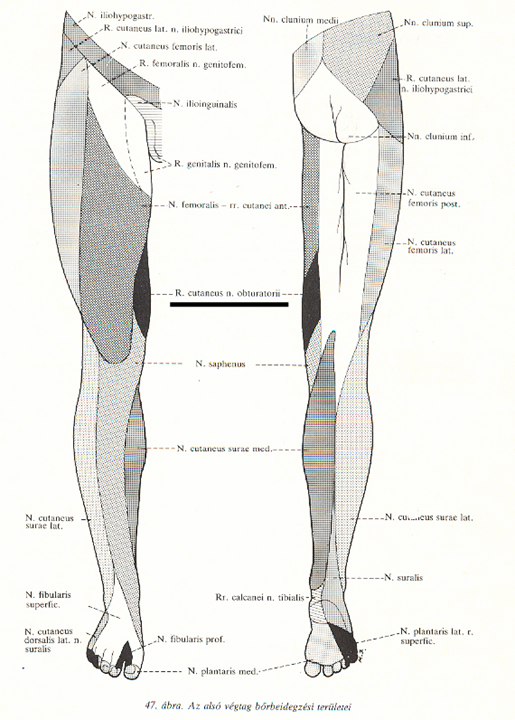 N. iliohypogastr.
R. cutaneus lat. n. iliohypogastrici
N. cutaneus femoris lat.
R. femoralis n. genitofem.
N. ilioinguinalis
R. genitalis n. genitofem.
N. femoralis – rr. cutanei ant.
R. cutaneus n. obturatorii
N. saphenus
N. cutaneus surae med.
N. cutaneus
surae lat.
N. fibularis
superfic.
N. cutaneus
dorsalis lat. n.
suralis
N. fibularis prof.
N. plantaris med.
Nn. clunium medii
Nn. clunium sup.
R. cutaneus lat.
n. iliohypogastrici
Nn. clunium inf.
N. cutaneus
femoris post.
N. cutaneus
femoris lat.
surae lat.
N. suralis
Rr. calcanei n. tibialis
N. plantaris lat. r.
superfic.
47. ábra. Az alsó végtag bőrbeidegzési területei